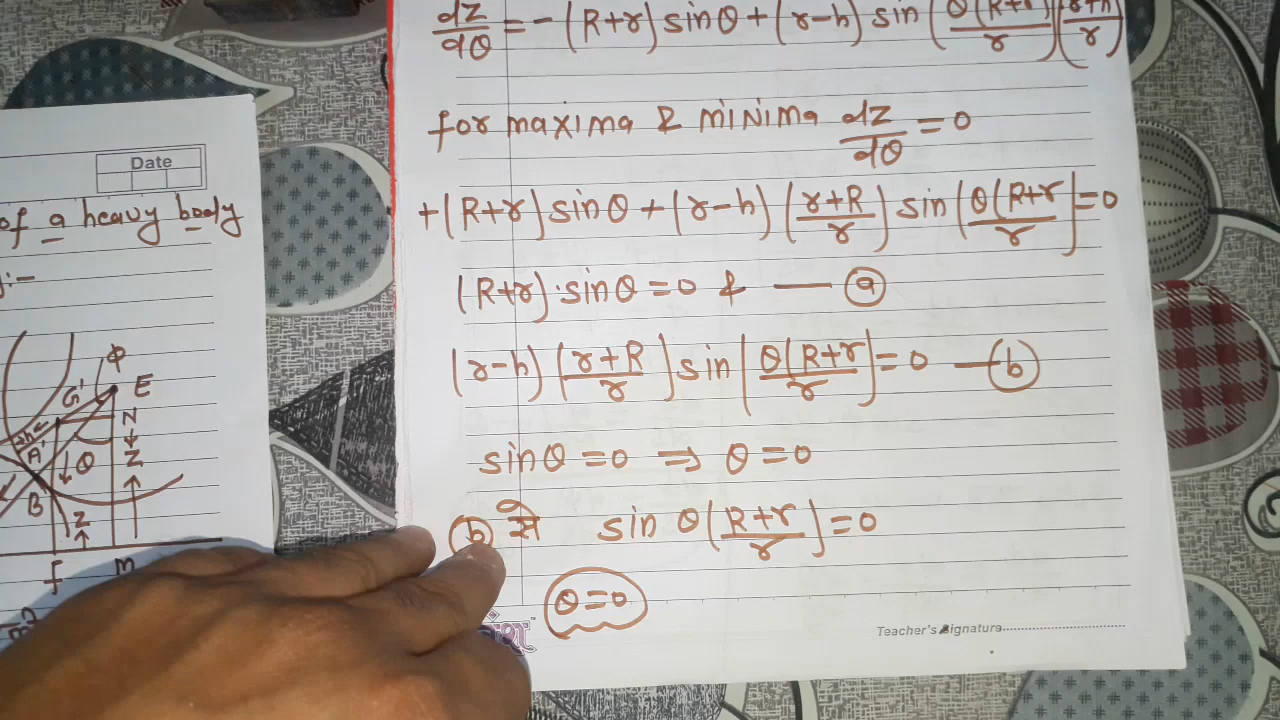 Date
of a heavy body
:-
φ
G'
E
N
h
A'
θ
Z
B
Z
f
m
dz/dθ = -(R+r) sinθ + (r-h) sin (θ(R+r)/r)(r+R/r)
for maxima & minima dz/dθ = 0
+(R+r) sinθ + (r-h) (r+R/r) sin (θ(R+r)/r) = 0
(R+r)·sinθ = 0 & — ⓐ
(r-h) (r+R/r) sin (θ(R+r)/r) = 0 — ⓑ
sinθ = 0 ⇒ θ = 0
ⓑ से sin θ(R+r/r) = 0
θ = 0
Teacher's Signature